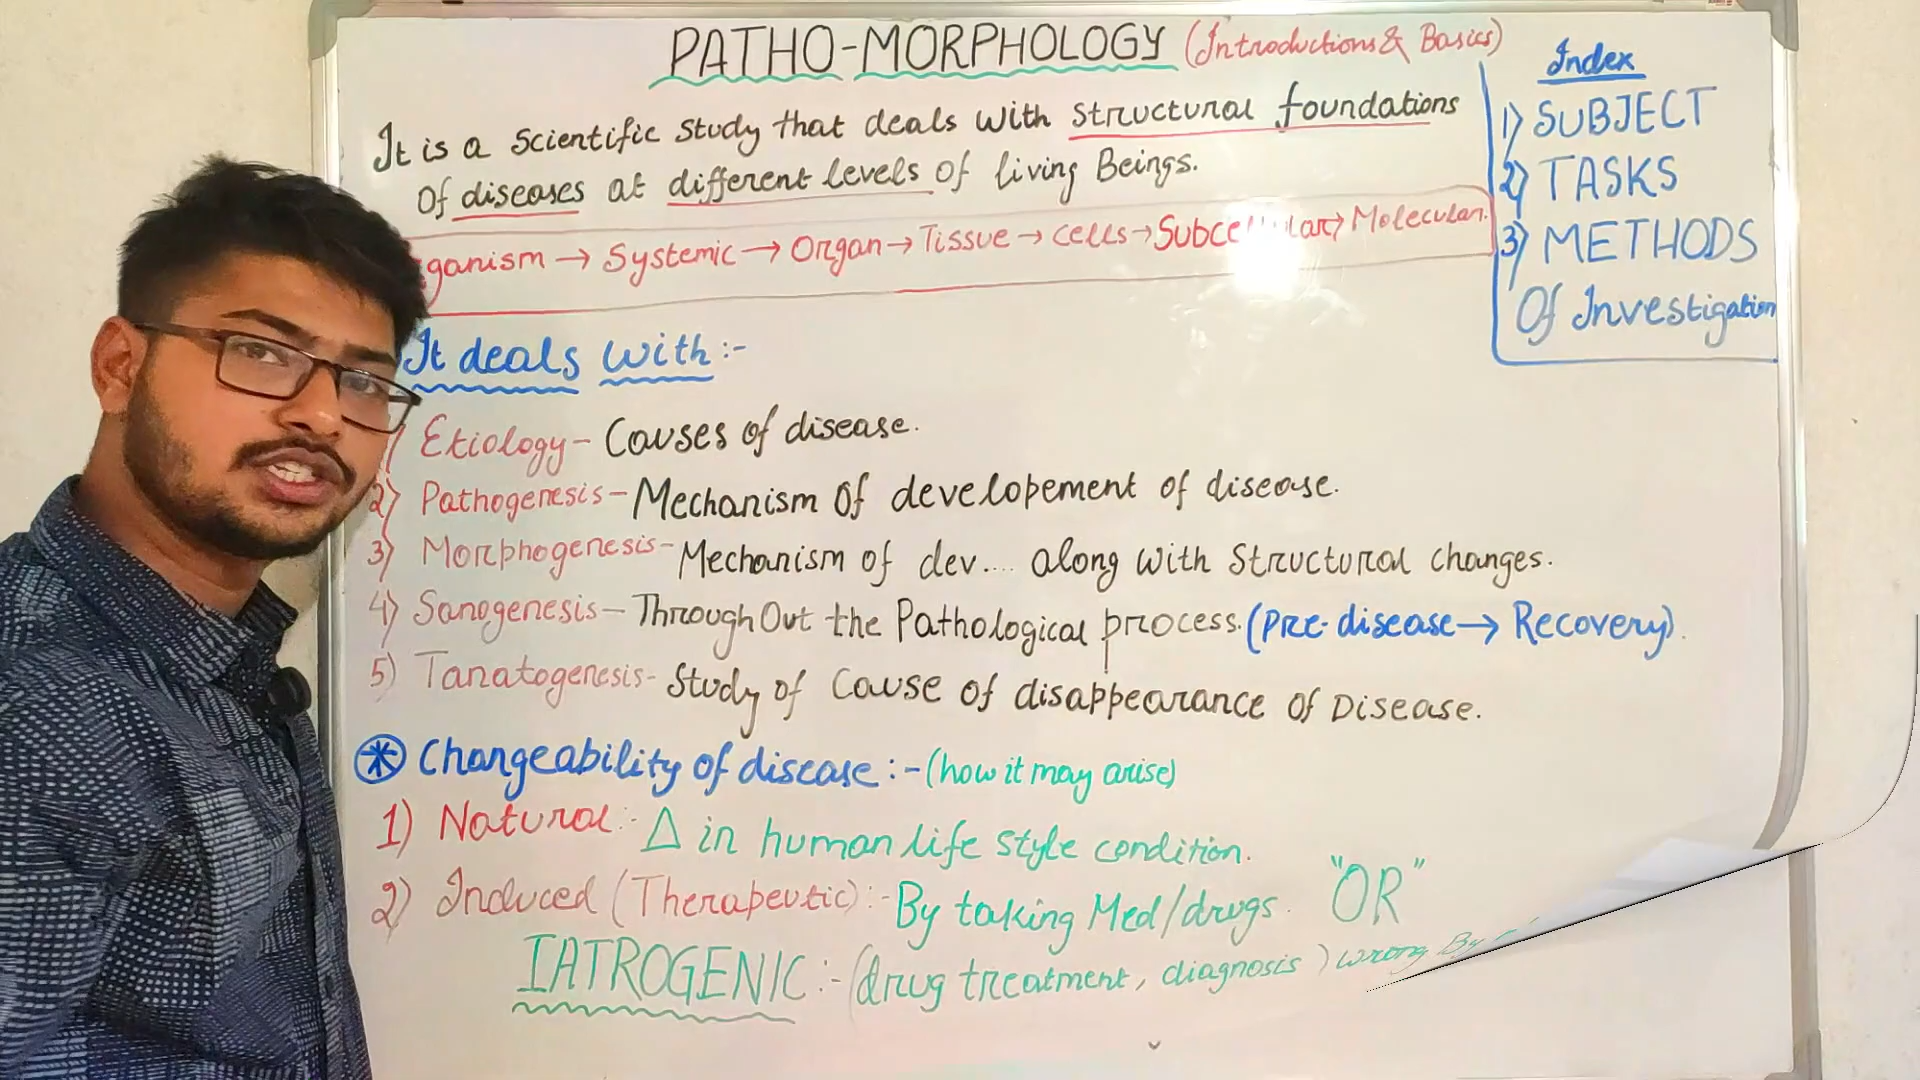 PATHO-MORPHOLOGY (Introductions & Basics)
It is a Scientific Study that deals with Structural foundations
Of diseases at different levels of living Beings.
ganism → Systemic → Organ → Tissue → cells → Subcellular → Molecular.
Index
1) SUBJECT
2) TASKS
3) METHODS
Of Investigation
It deals with :-
Etiology - Causes of disease.
2) Pathogenesis - Mechanism Of developement of disease.
3) Morphogenesis - Mechanism of dev.... along with Structural changes.
4) Sanogenesis - Through Out the Pathological process. (Pre-disease → Recovery).
5) Tanatogenesis - Study of Cause of disappearance of Disease.
* Changeability of disease :- (how it may arise)
1) Natural :- Δ in human life style condition.
2) Induced (Therapeutic) :- By taking Med/drugs. "OR"
IATROGENIC :- (drug treatment, diagnosis) wrong By